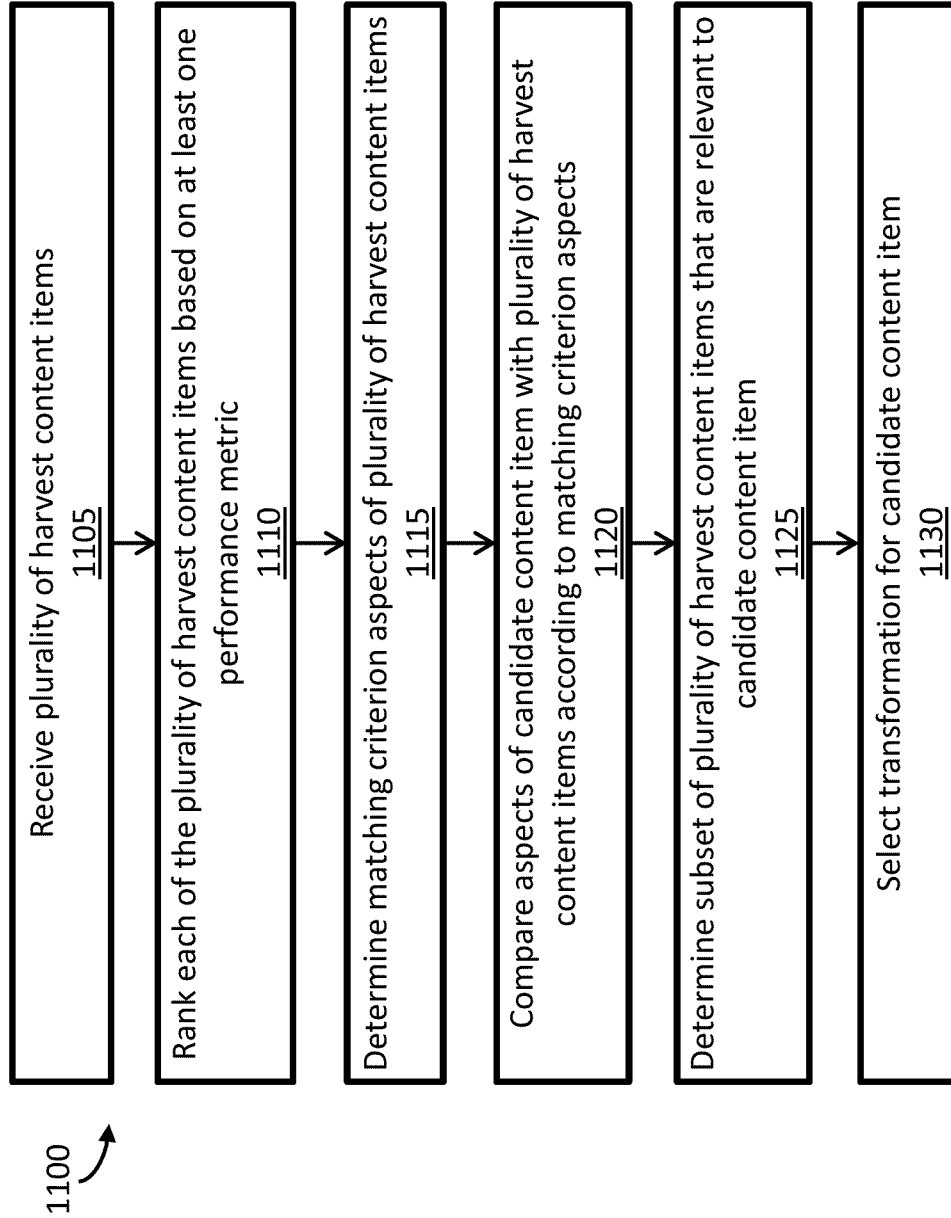 1100
Receive plurality of harvest content items
1105
Rank each of the plurality of harvest content items based on at least one
performance metric
1110
Determine matching criterion aspects of plurality of harvest content items
1115
Compare aspects of candidate content item with plurality of harvest
content items according to matching criterion aspects
1120
Determine subset of plurality of harvest content items that are relevant to
candidate content item
1125
Select transformation for candidate content item
1130